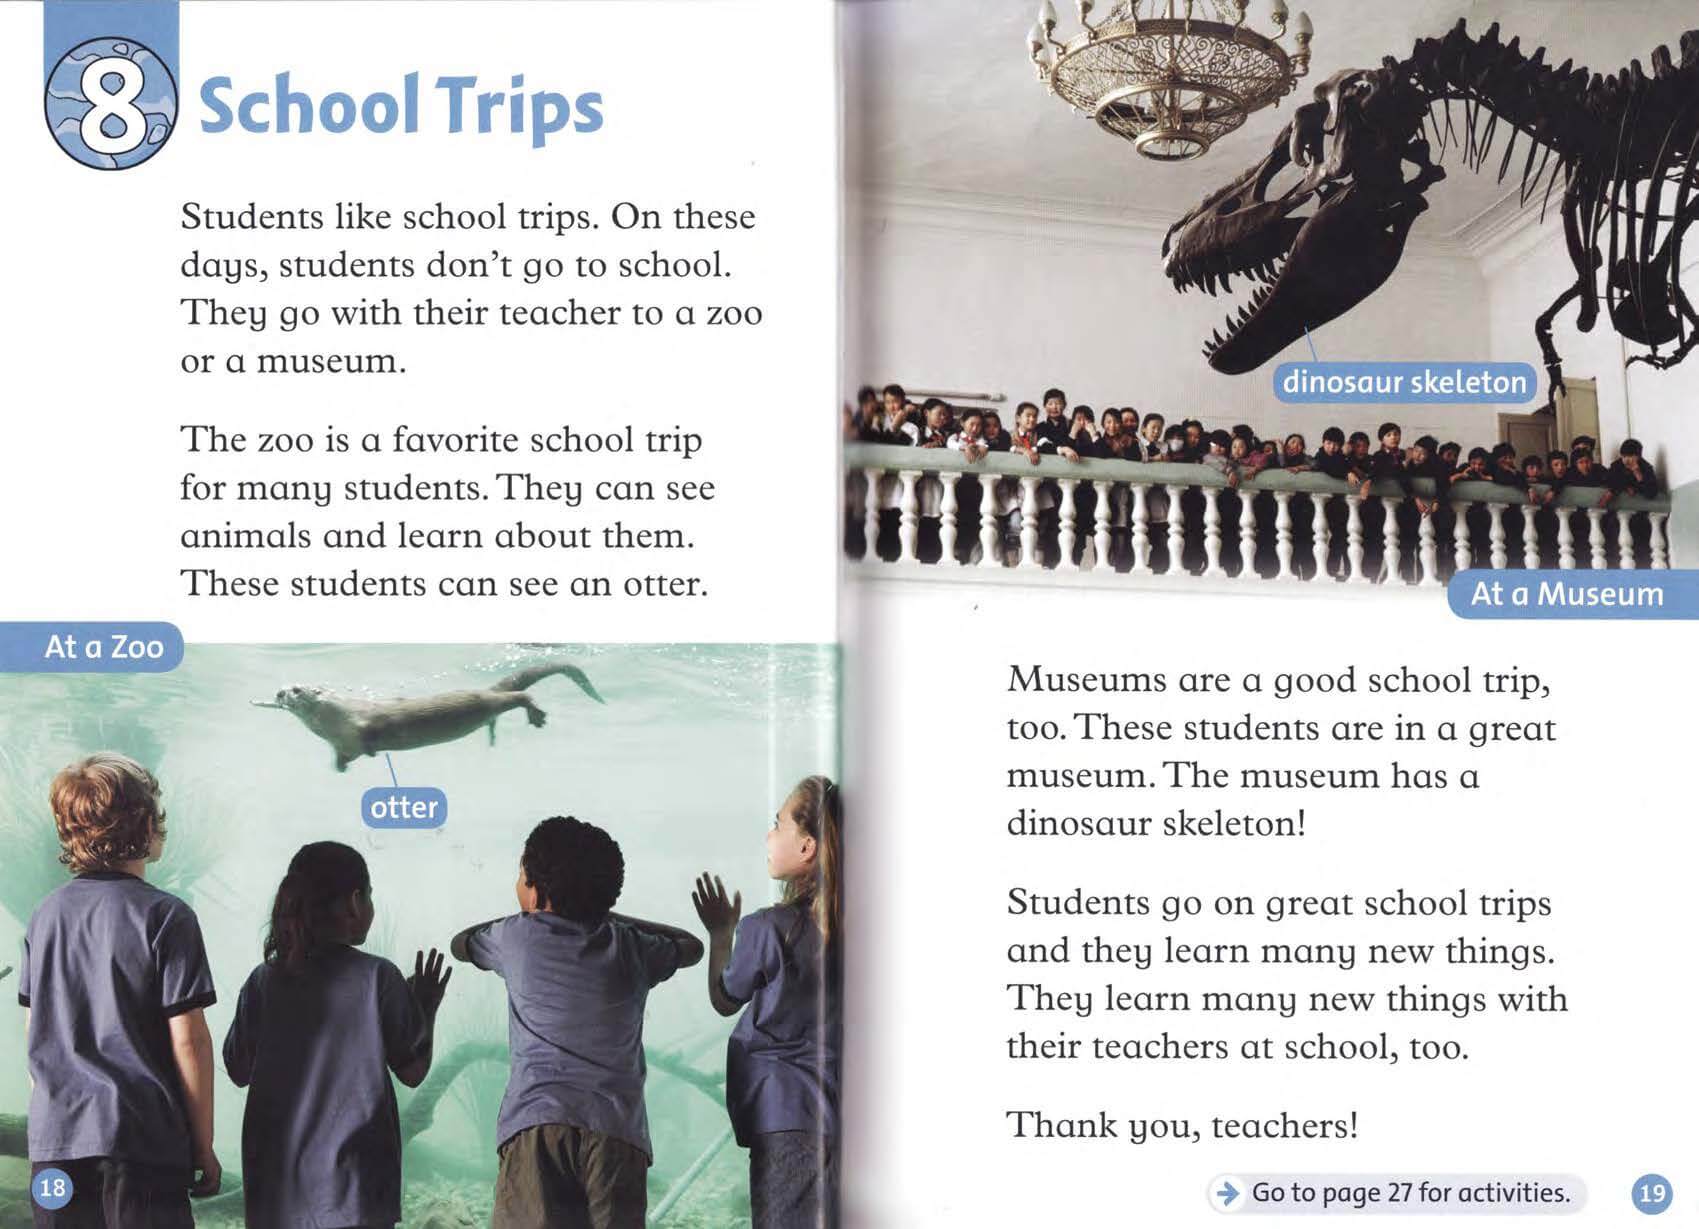 8
School Trips
Students like school trips. On these
days, students don't go to school.
They go with their teacher to a zoo
or a museum.
The zoo is a favorite school trip
for many students. They can see
animals and learn about them.
These students can see an otter.
At a Zoo
otter
18
dinosaur skeleton
At a Museum
Museums are a good school trip,
too. These students are in a great
museum. The museum has a
dinosaur skeleton!
Students go on great school trips
and they learn many new things.
They learn many new things with
their teachers at school, too.
Thank you, teachers!
Go to page 27 for activities.
19